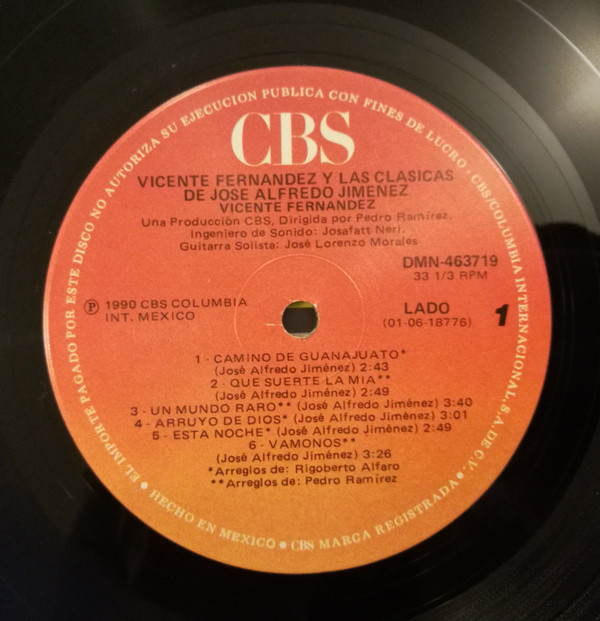 EL IMPORTE PAGADO POR ESTE DISCO NO AUTORIZA SU EJECUCION PUBLICA CON FINES DE LUCRO • CBS/COLUMBIA INTERNACIONAL, S.A. DE C.V. •
CBS
VICENTE FERNANDEZ Y LAS CLASICAS
DE JOSE ALFREDO JIMENEZ
VICENTE FERNANDEZ
Una Producción CBS, Dirigida por Pedro Ramírez.
Ingeniero de Sonido: Josafatt Neri.
Guitarra Solista: José Lorenzo Morales
DMN-463719
33 1/3 RPM
Ⓟ 1990 CBS COLUMBIA
INT. MEXICO
LADO 1
(01-06-18776)
1 - CAMINO DE GUANAJUATO*
(José Alfredo Jiménez) 2:43
2 - QUE SUERTE LA MIA**
(José Alfredo Jiménez) 2:49
3 - UN MUNDO RARO** (José Alfredo Jiménez) 3:40
4 - ARRUYO DE DIOS* (José Alfredo Jiménez) 3:01
5 - ESTA NOCHE* (José Alfredo Jiménez) 2:49
6 - VAMONOS**
(José Alfredo Jiménez) 3:26
*Arreglos de: Rigoberto Alfaro
**Arreglos de: Pedro Ramírez
• HECHO EN MEXICO • CBS MARCA REGISTRADA •